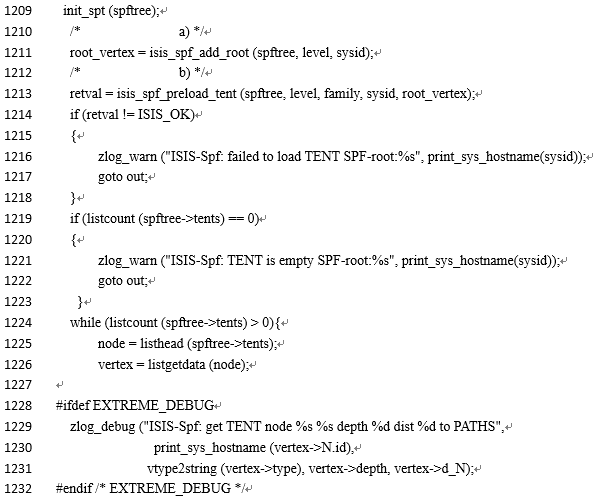 1209 init_spt (spftree);↵
1210 /* a) */↵
1211 root_vertex = isis_spf_add_root (spftree, level, sysid);↵
1212 /* b) */↵
1213 retval = isis_spf_preload_tent (spftree, level, family, sysid, root_vertex);↵
1214 if (retval != ISIS_OK)↵
1215 {↵
1216 zlog_warn ("ISIS-Spf: failed to load TENT SPF-root:%s", print_sys_hostname(sysid));↵
1217 goto out;↵
1218 }↵
1219 if (listcount (spftree->tents) == 0)↵
1220 {↵
1221 zlog_warn ("ISIS-Spf: TENT is empty SPF-root:%s", print_sys_hostname(sysid));↵
1222 goto out;↵
1223 }↵
1224 while (listcount (spftree->tents) > 0){↵
1225 node = listhead (spftree->tents);↵
1226 vertex = listgetdata (node);↵
1227 ↵
1228 #ifdef EXTREME_DEBUG↵
1229 zlog_debug ("ISIS-Spf: get TENT node %s %s depth %d dist %d to PATHS",↵
1230 print_sys_hostname (vertex->N.id),↵
1231 vtype2string (vertex->type), vertex->depth, vertex->d_N);↵
1232 #endif /* EXTREME_DEBUG */↵